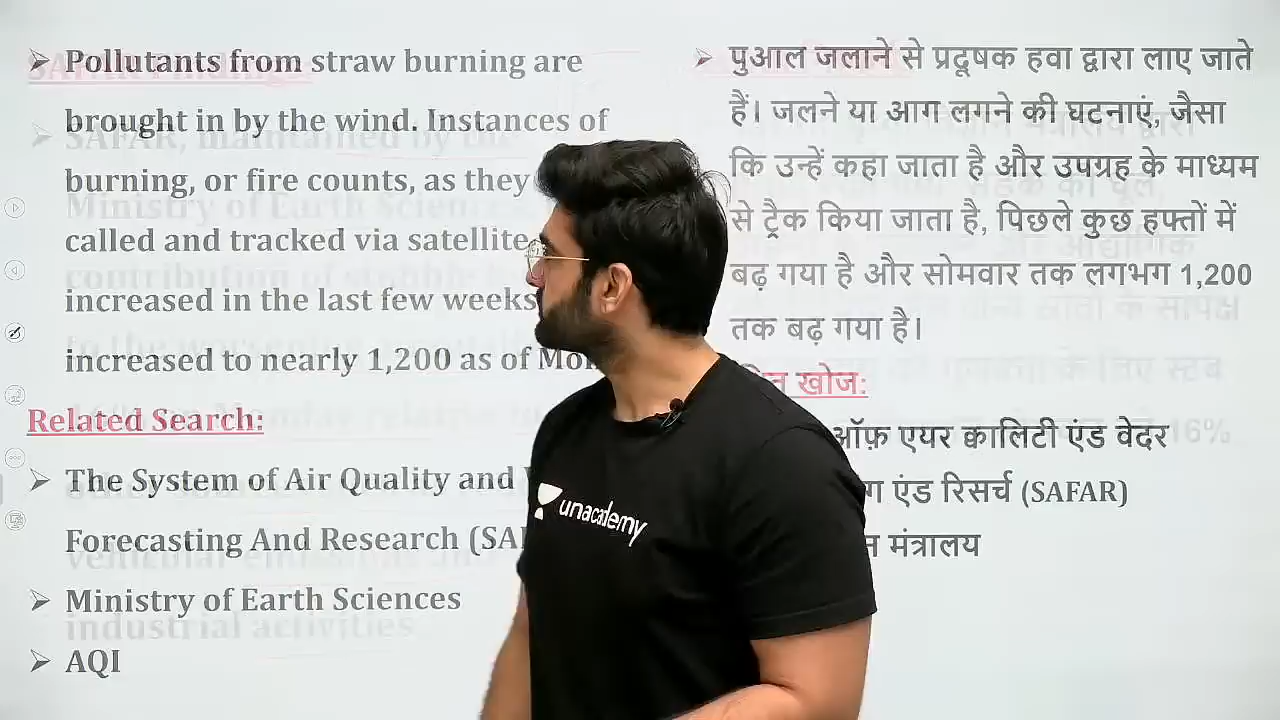 Pollutants from straw burning are
brought in by the wind. Instances of
burning, or fire counts, as they
called and tracked via satellite
increased in the last few weeks
increased to nearly 1,200 as of
Related Search:
The System of Air Quality and
Forecasting And Research
Ministry of Earth Sciences
AQI
पुआल जलाने से प्रदूषक हवा द्वारा लाए जाते
हैं। जलने या आग लगने की घटनाएं, जैसा
कि उन्हें कहा जाता है और उपग्रह के माध्यम
से ट्रैक किया जाता है, पिछले कुछ हफ्तों में
बढ़ गया है और सोमवार तक लगभग 1,200
तक बढ़ गया है।
खोज:
ऑफ़ एयर क्वालिटी एंड वेदर
एंड रिसर्च (SAFAR)
मंत्रालय
unacademy